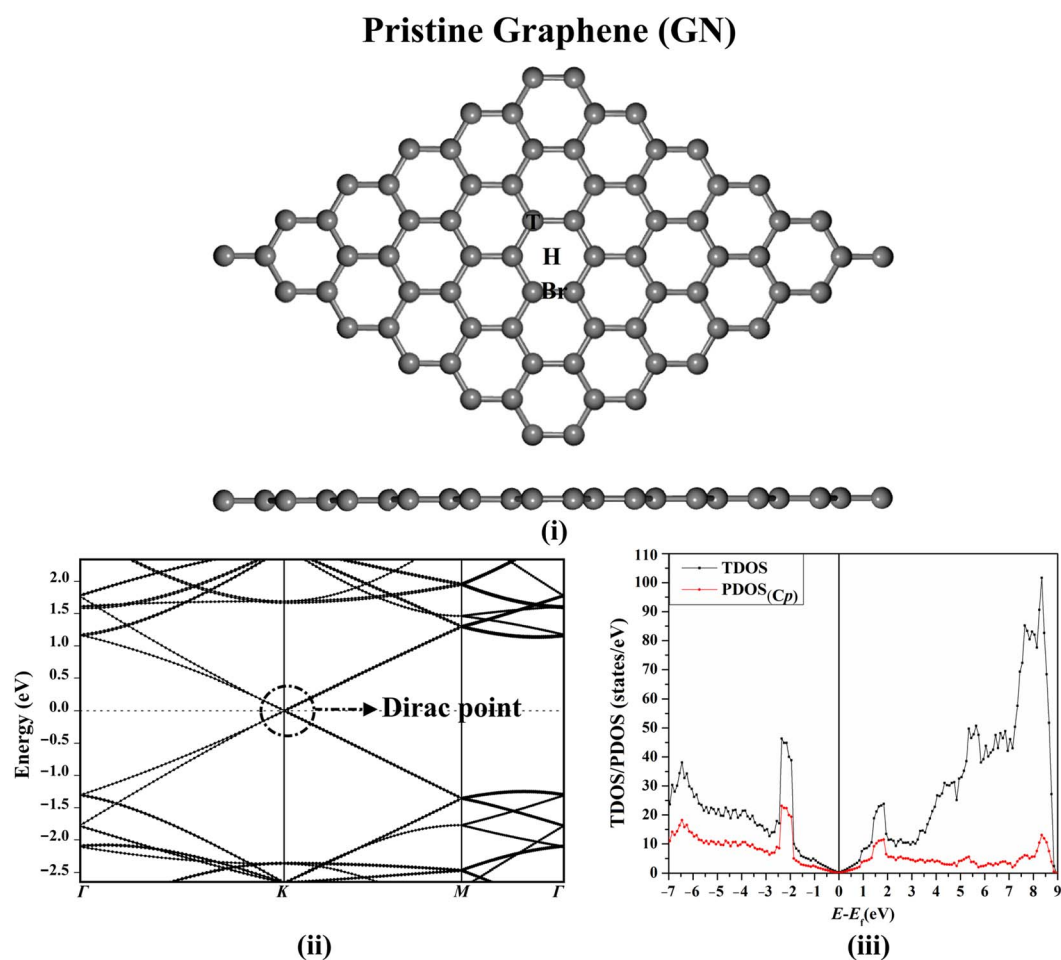 Pristine Graphene (GN)
T
H
Br
(i)
2.0
1.5
1.0
0.5
0.0
−0.5
−1.0
−1.5
−2.0
−2.5
Energy (eV)
Dirac point
Γ K M Γ
(ii)
110
100
90
80
70
60
50
40
30
20
10
0
TDOS/PDOS (states/eV)
TDOS
PDOS(Cp)
−7 −6 −5 −4 −3 −2 −1 0 1 2 3 4 5 6 7 8 9
E-Ef(eV)
(iii)